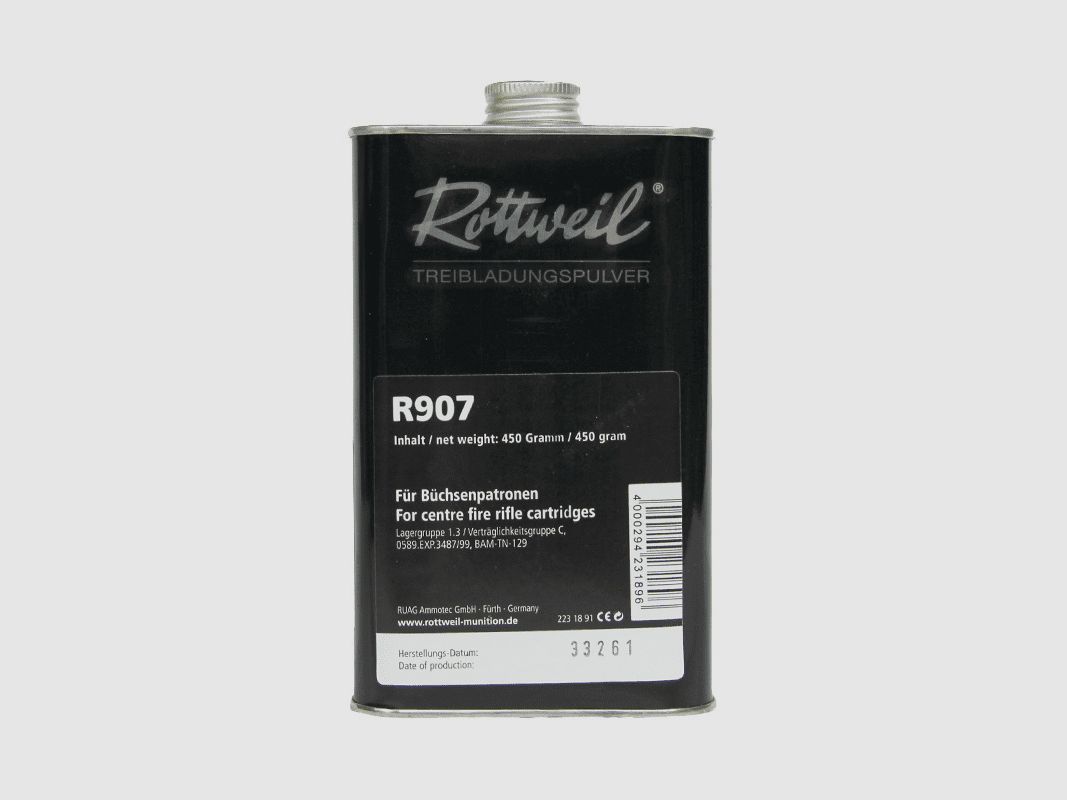 Rottweil®
TREIBLADUNGSPULVER
R907
Inhalt / net weight: 450 Gramm / 450 gram
Für Büchsenpatronen
For centre fire rifle cartridges
Lagergruppe 1.3 / Verträglichkeitsgruppe C,
0589.EXP.3487/99, BAM-TN-129
4 000294 231896
RUAG Ammotec GmbH · Fürth · Germany
www.rottweil-munition.de
223 18 91 CE
Herstellungs-Datum:
Date of production:
33261